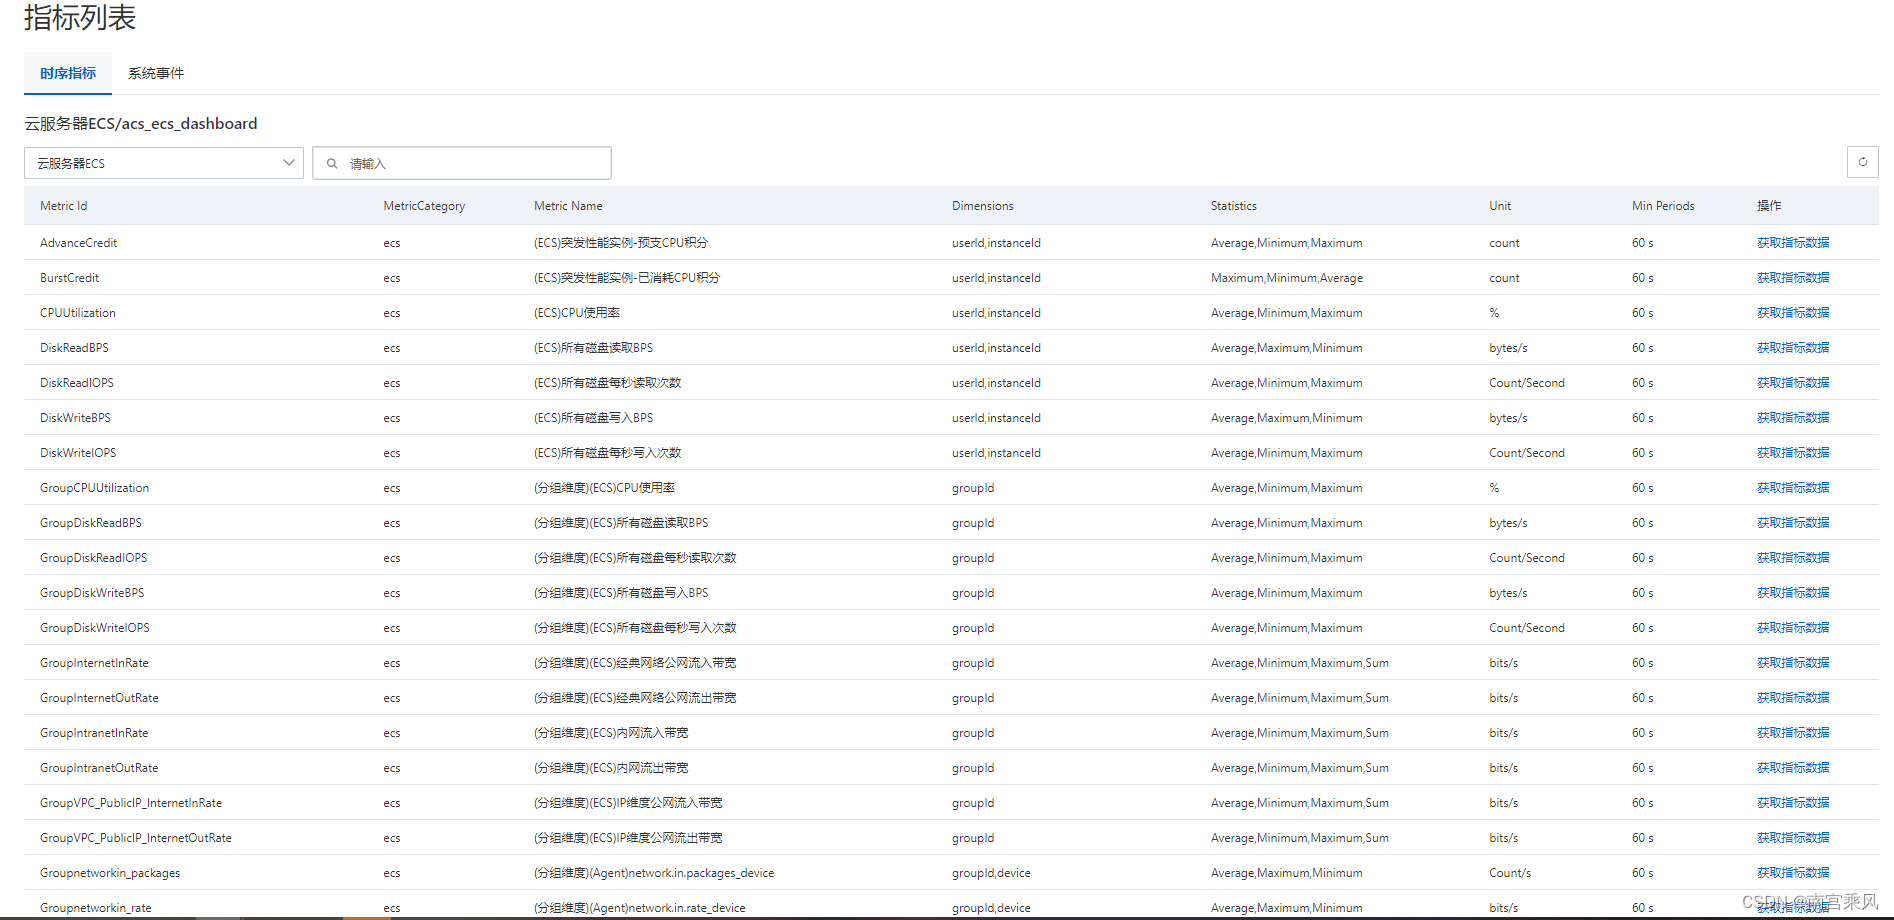 指标列表
时序指标 系统事件
云服务器ECS/acs_ecs_dashboard
云服务器ECS 请输入
Metric Id MetricCategory Metric Name Dimensions Statistics Unit Min Periods 操作
AdvanceCredit ecs (ECS)突发性能实例-预支CPU积分 userId,instanceId Average,Minimum,Maximum count 60 s 获取指标数据
BurstCredit ecs (ECS)突发性能实例-已消耗CPU积分 userId,instanceId Maximum,Minimum,Average count 60 s 获取指标数据
CPUUtilization ecs (ECS)CPU使用率 userId,instanceId Average,Minimum,Maximum % 60 s 获取指标数据
DiskReadBPS ecs (ECS)所有磁盘读取BPS userId,instanceId Average,Maximum,Minimum bytes/s 60 s 获取指标数据
DiskReadIOPS ecs (ECS)所有磁盘每秒读取次数 userId,instanceId Average,Minimum,Maximum Count/Second 60 s 获取指标数据
DiskWriteBPS ecs (ECS)所有磁盘写入BPS userId,instanceId Average,Maximum,Minimum bytes/s 60 s 获取指标数据
DiskWriteIOPS ecs (ECS)所有磁盘每秒写入次数 userId,instanceId Average,Minimum,Maximum Count/Second 60 s 获取指标数据
GroupCPUUtilization ecs (分组维度)(ECS)CPU使用率 groupId Average,Minimum,Maximum % 60 s 获取指标数据
GroupDiskReadBPS ecs (分组维度)(ECS)所有磁盘读取BPS groupId Average,Minimum,Maximum bytes/s 60 s 获取指标数据
GroupDiskReadIOPS ecs (分组维度)(ECS)所有磁盘每秒读取次数 groupId Average,Minimum,Maximum Count/Second 60 s 获取指标数据
GroupDiskWriteBPS ecs (分组维度)(ECS)所有磁盘写入BPS groupId Average,Minimum,Maximum bytes/s 60 s 获取指标数据
GroupDiskWriteIOPS ecs (分组维度)(ECS)所有磁盘每秒写入次数 groupId Average,Minimum,Maximum Count/Second 60 s 获取指标数据
GroupInternetInRate ecs (分组维度)(ECS)经典网络公网流入带宽 groupId Average,Minimum,Maximum,Sum bits/s 60 s 获取指标数据
GroupInternetOutRate ecs (分组维度)(ECS)经典网络公网流出带宽 groupId Average,Minimum,Maximum,Sum bits/s 60 s 获取指标数据
GroupIntranetInRate ecs (分组维度)(ECS)内网流入带宽 groupId Average,Minimum,Maximum,Sum bits/s 60 s 获取指标数据
GroupIntranetOutRate ecs (分组维度)(ECS)内网流出带宽 groupId Average,Minimum,Maximum,Sum bits/s 60 s 获取指标数据
GroupVPC_PublicIP_InternetInRate ecs (分组维度)(ECS)IP维度公网流入带宽 groupId Average,Minimum,Maximum,Sum bits/s 60 s 获取指标数据
GroupVPC_PublicIP_InternetOutRate ecs (分组维度)(ECS)IP维度公网流出带宽 groupId Average,Minimum,Maximum,Sum bits/s 60 s 获取指标数据
Groupnetworkin_packages ecs (分组维度)(Agent)network.in.packages_device groupId,device Average,Maximum,Minimum Count/s 60 s 获取指标数据
Groupnetworkin_rate ecs (分组维度)(Agent)network.in.rate_device groupId,device Average,Maximum,Minimum bits/s 60 s 获取指标数据
CSDN @南宫乘风